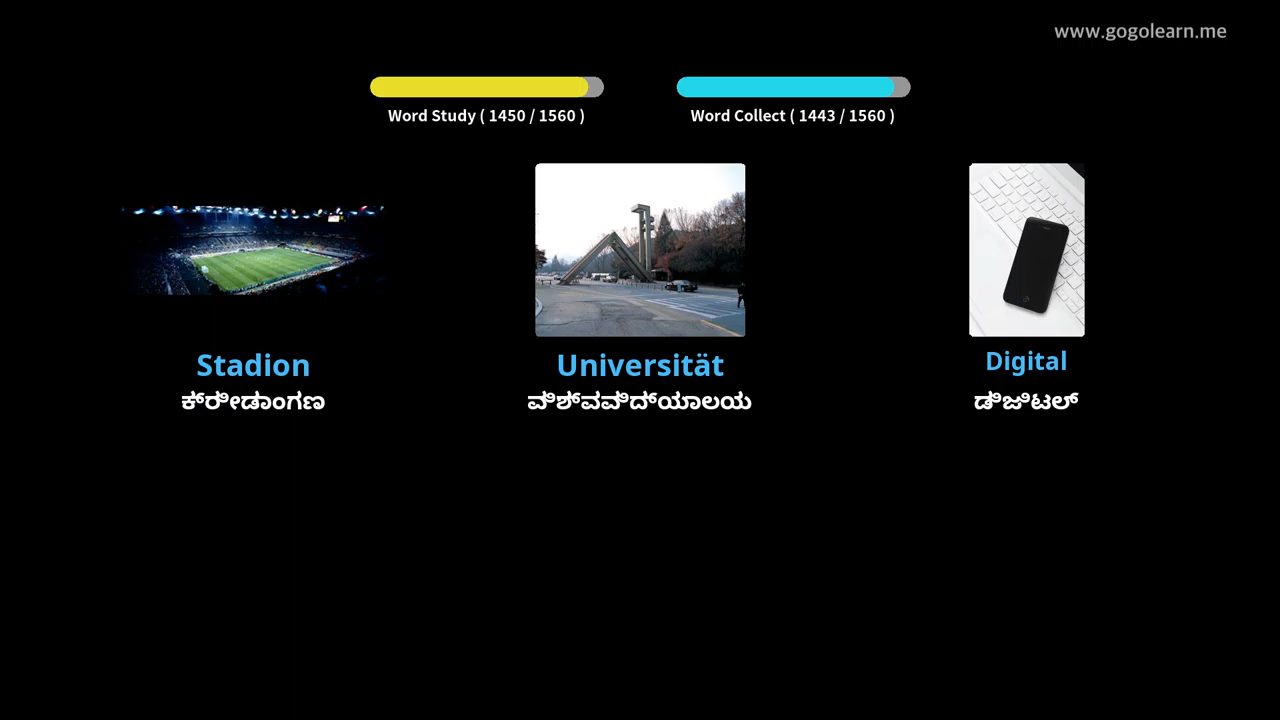 www.gogolearn.me
Word Study ( 1450 / 1560 )
Word Collect ( 1443 / 1560 )
Stadion
Universität
Digital
ಕ್ರೀಡಾಂಗಣ
ವಿಶ್ವವಿದ್ಯಾಲಯ
ಡಿಜಿಟಲ್